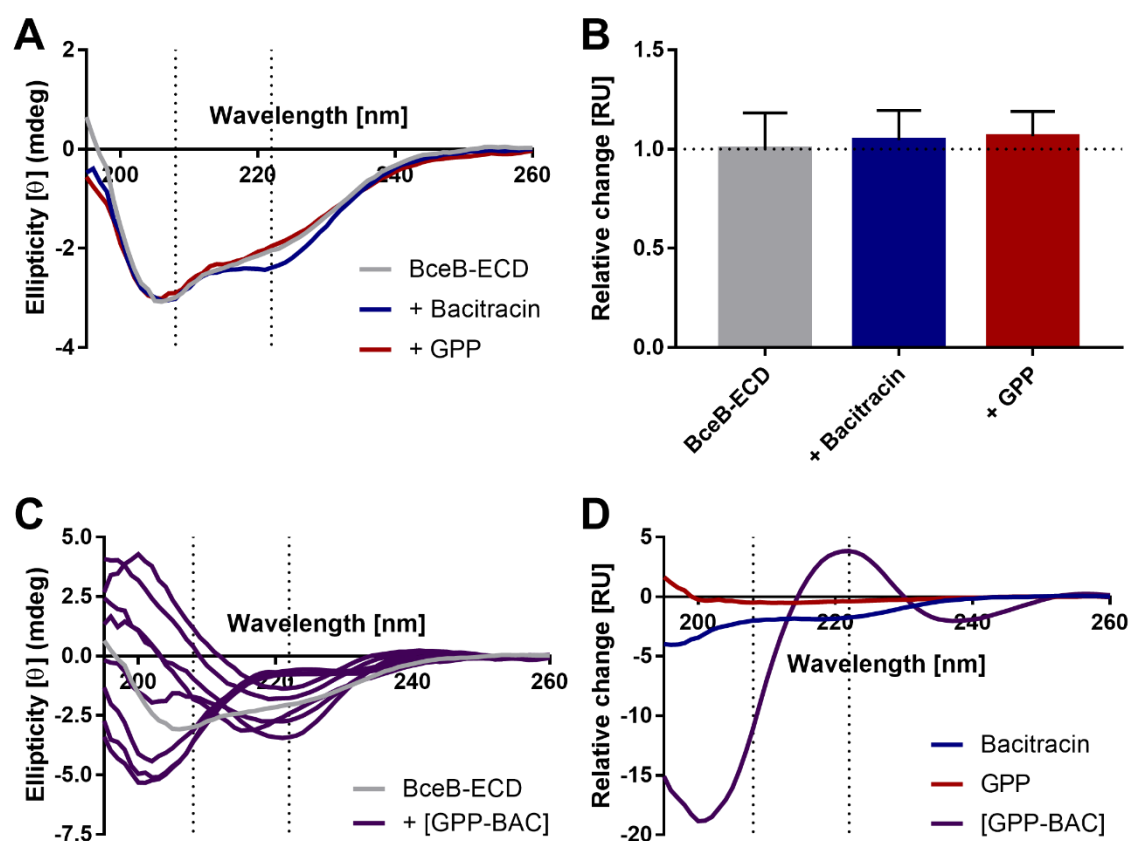 A
Ellipticity [θ] (mdeg)
2
0
-2
-4
Wavelength [nm]
200
220
240
260
BceB-ECD
+ Bacitracin
+ GPP
B
Relative change [RU]
1.5
1.0
0.5
0.0
BceB-ECD
+ Bacitracin
+ GPP
C
Ellipticity [θ] (mdeg)
5.0
2.5
0.0
-2.5
-5.0
-7.5
Wavelength [nm]
200
220
240
260
BceB-ECD
+ [GPP-BAC]
D
Relative change [RU]
5
0
-5
-10
-15
-20
200
220
240
260
Wavelength [nm]
Bacitracin
GPP
[GPP-BAC]